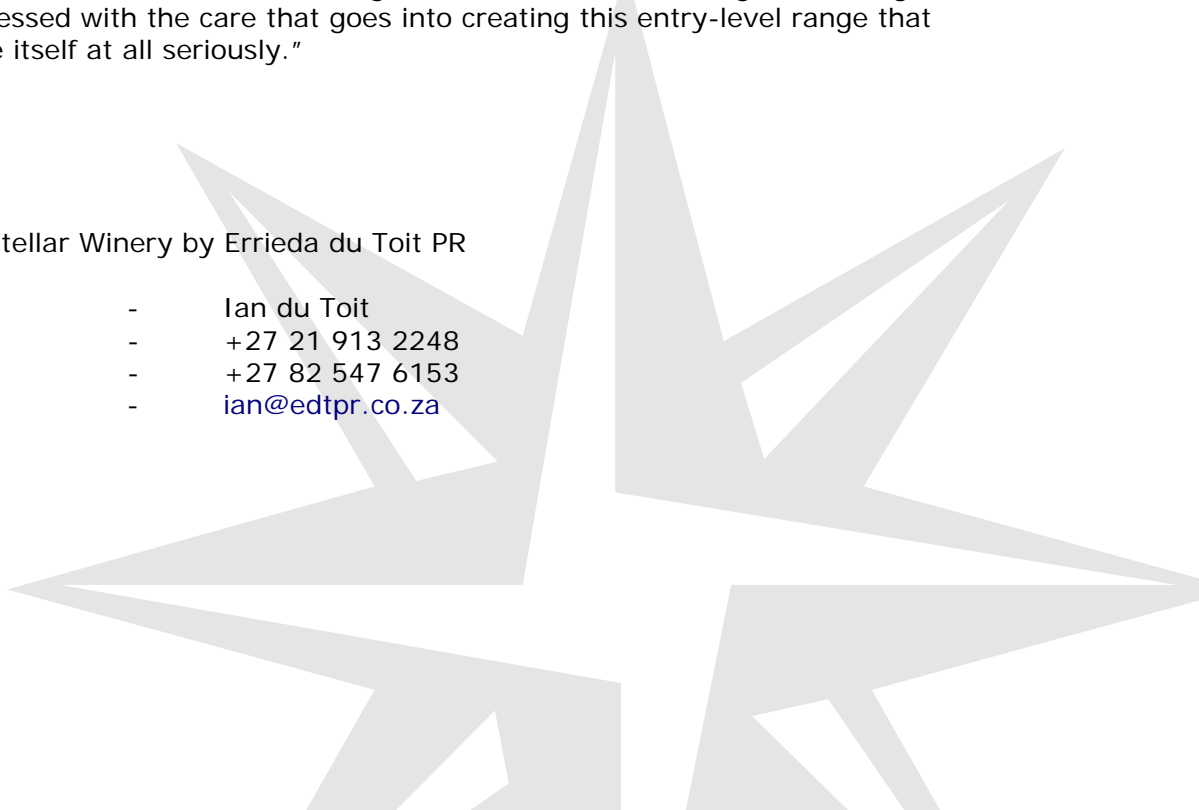 essed with the care that goes into creating this entry-level range that
e itself at all seriously.”
tellar Winery by Errieda du Toit PR
- Ian du Toit
- +27 21 913 2248
- +27 82 547 6153
- ian@edtpr.co.za